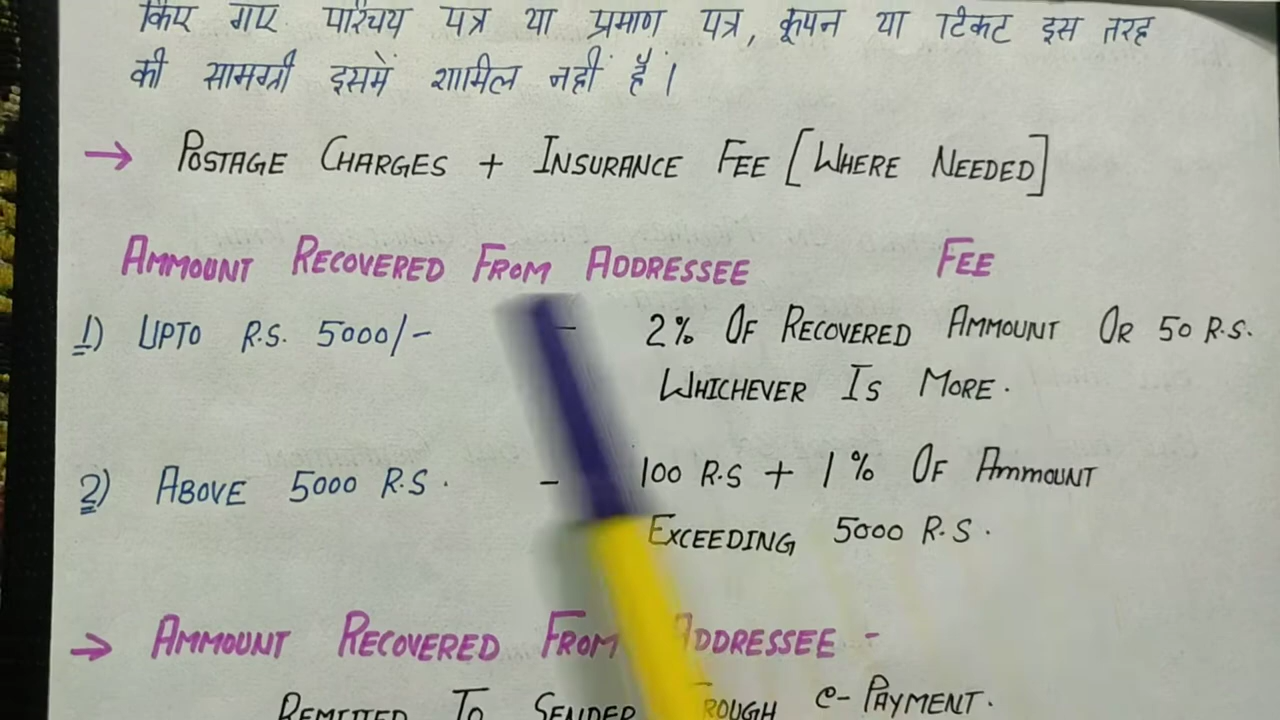 किए गए परिचय पत्र या प्रमाण पत्र, कूपन या टिकट इस तरह
की सामग्री इसमें शामिल नहीं है।
→ POSTAGE CHARGES + INSURANCE FEE [WHERE NEEDED]
AMMOUNT RECOVERED FROM ADDRESSEE FEE
1) UPTO R.S. 5000/- - 2% OF RECOVERED AMMOUNT OR 50 R.S.
WHICHEVER IS MORE.
2) ABOVE 5000 R.S. - 100 R.S + 1% OF AMMOUNT
EXCEEDING 5000 R.S.
→ AMMOUNT RECOVERED FROM ADDRESSEE -
REMITTED TO SENDER e-PAYMENT.